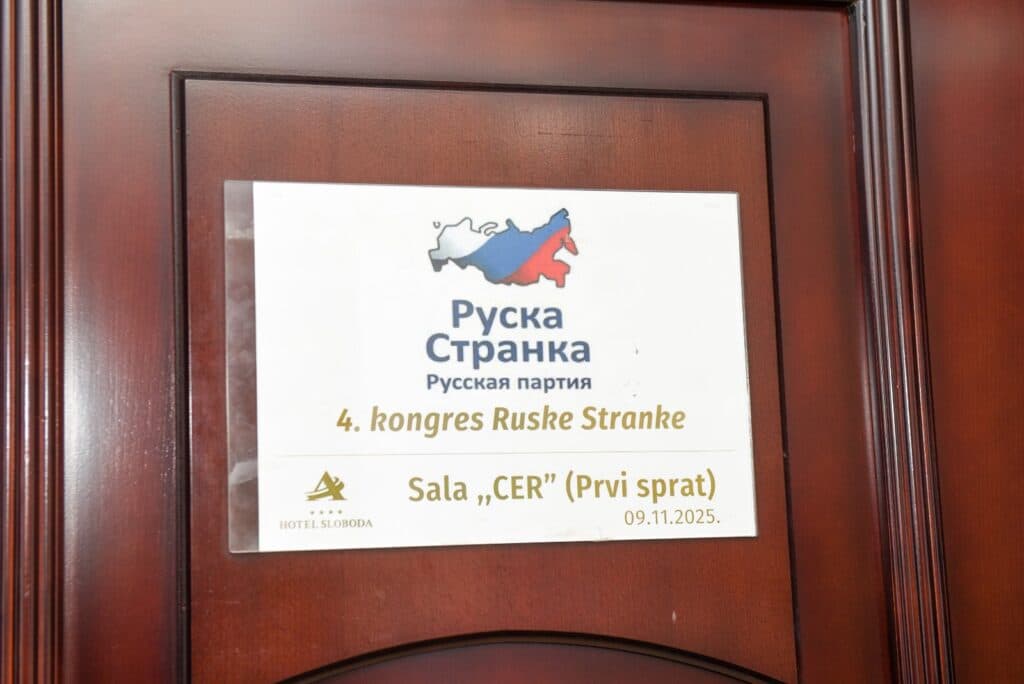 Руска
Странка
Русская партия
4. kongres Ruske Stranke
Sala ,,CER” (Prvi sprat)
HOTEL SLOBODA
09.11.2025.